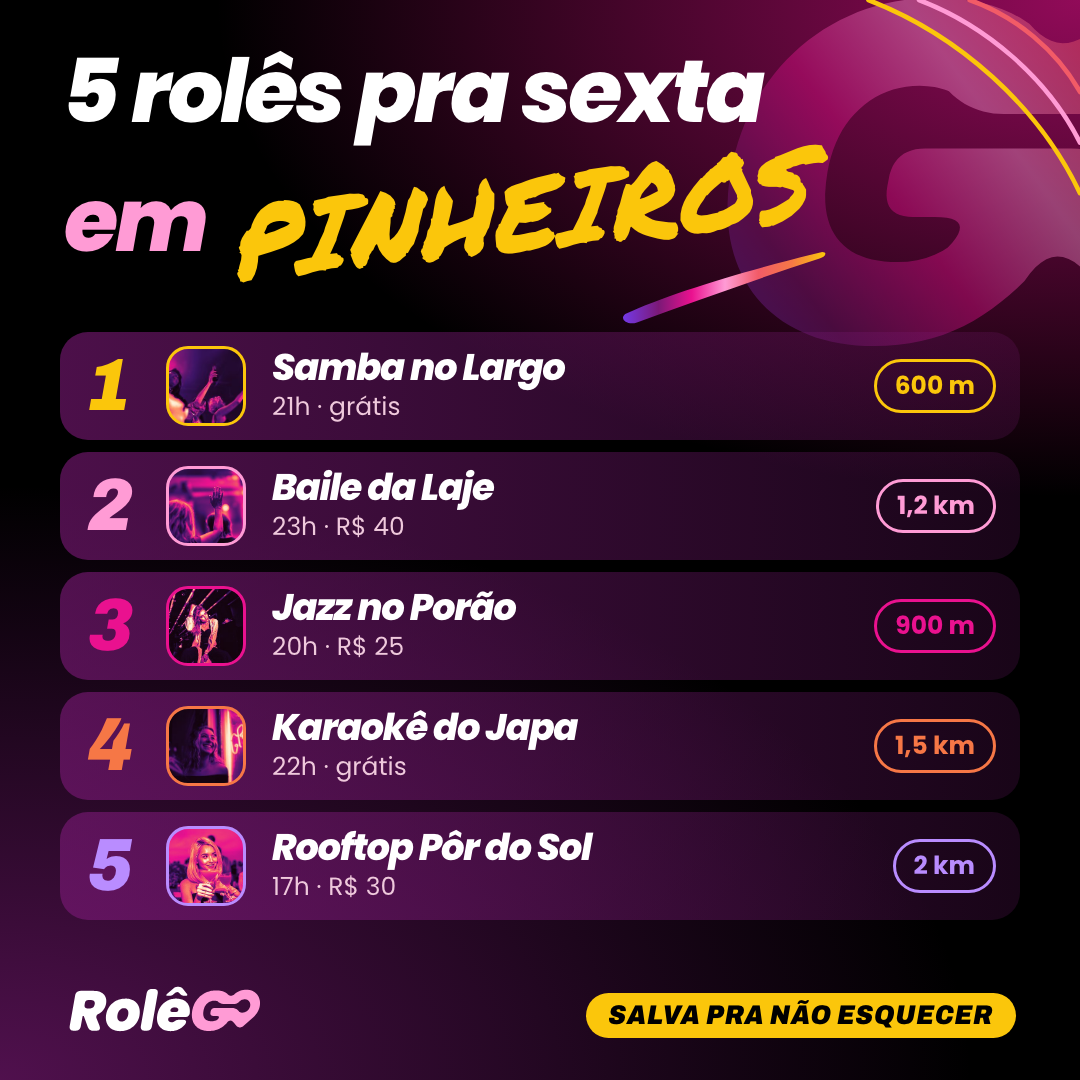 5 rolês pra sexta
em PINHEIROS
1
Samba no Largo
21h · grátis
600 m
2
Baile da Laje
23h · R$ 40
1,2 km
3
Jazz no Porão
20h · R$ 25
900 m
4
Karaokê do Japa
22h · grátis
1,5 km
5
Rooftop Pôr do Sol
17h · R$ 30
2 km
RolêGO
SALVA PRA NÃO ESQUECER